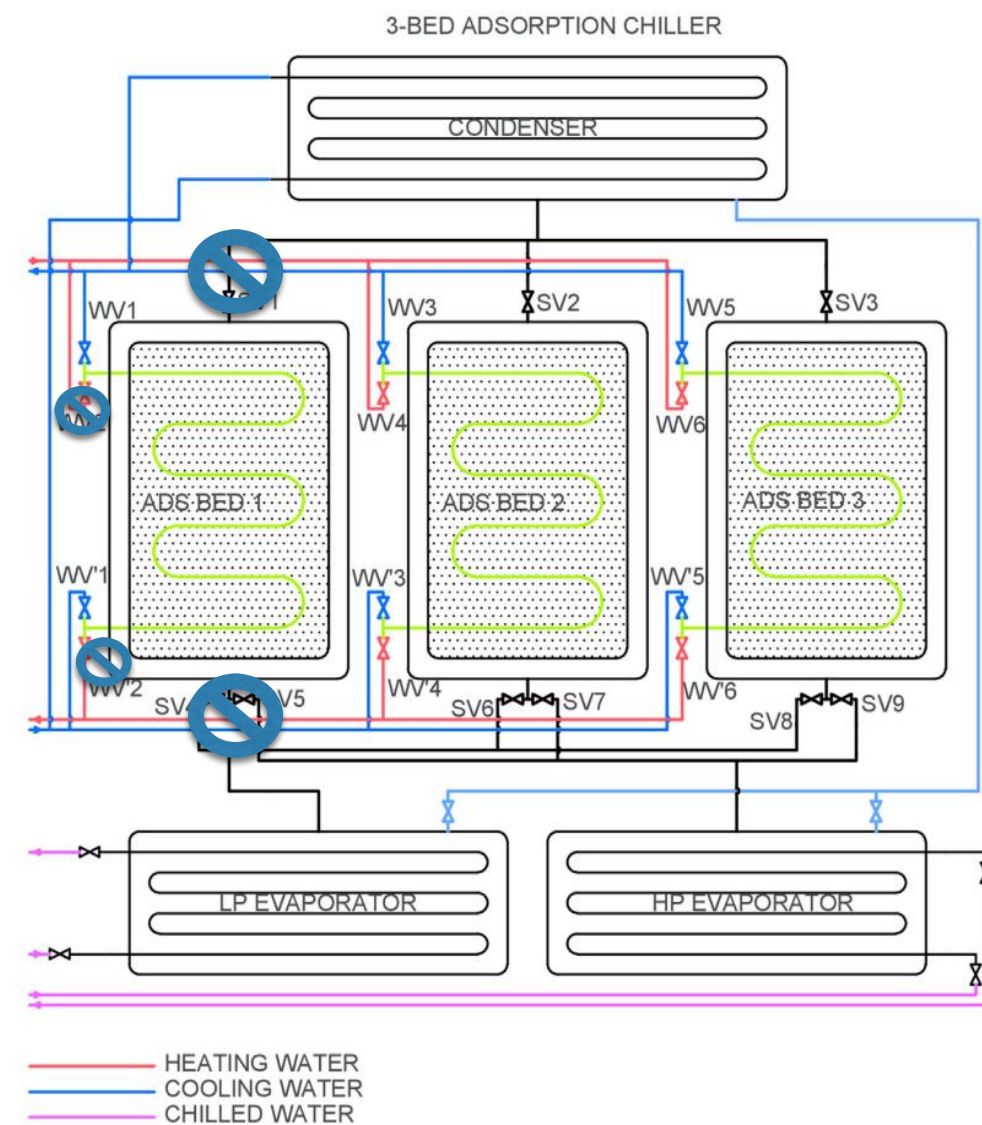 3-BED ADSORPTION CHILLER
CONDENSER
WV1
WV3
SV2
WV5
SV3
WV4
WV6
ADS BED 1
ADS BED 2
ADS BED 3
WV'1
WV'3
WV'5
WV'2
WV'4
WV'6
SV6
SV7
SV8
SV9
LP EVAPORATOR
HP EVAPORATOR
HEATING WATER
COOLING WATER
CHILLED WATER